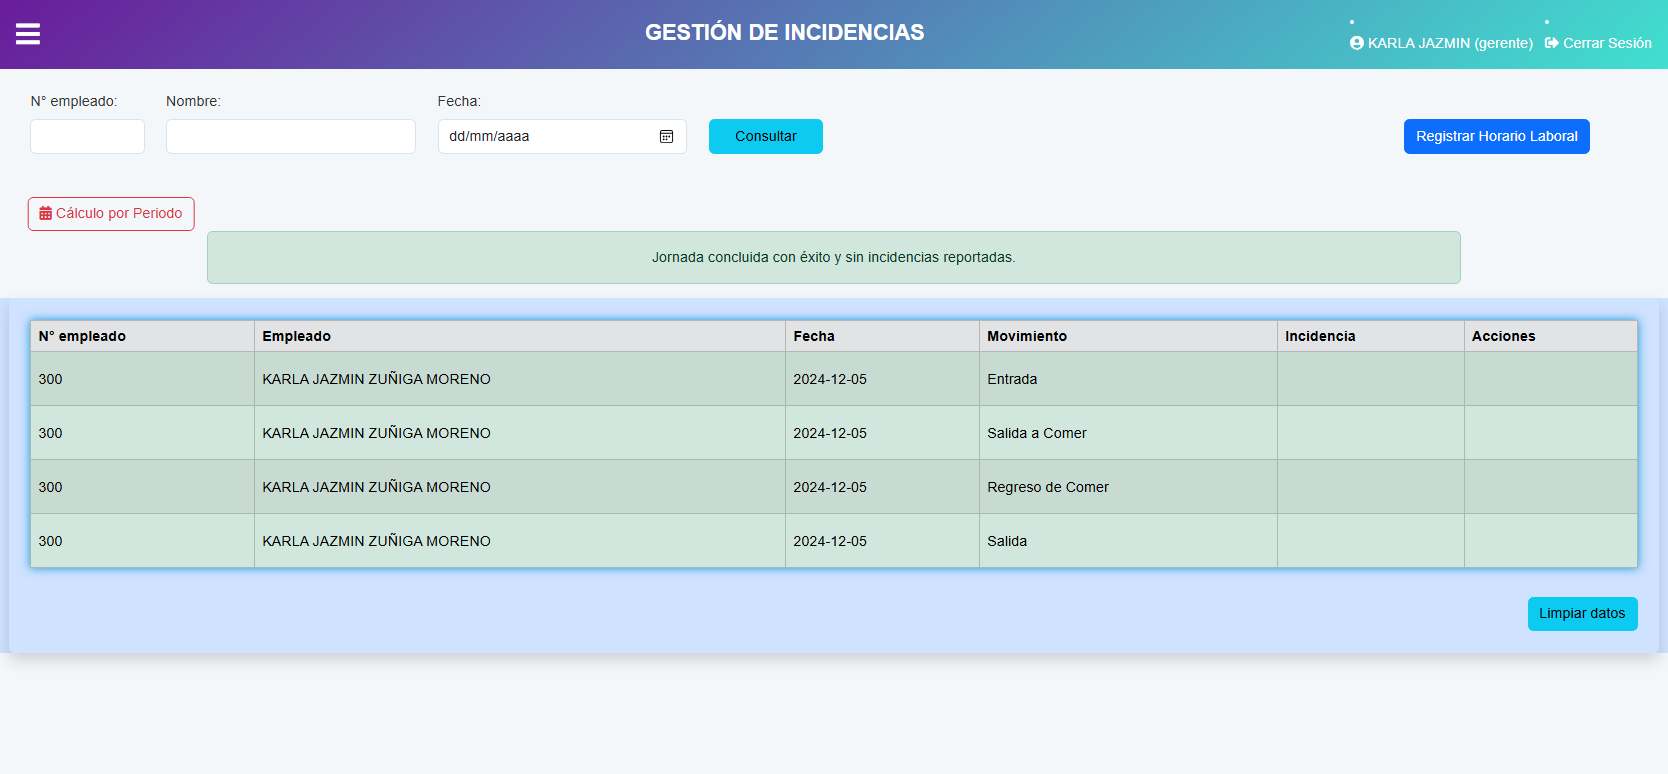 GESTIÓN DE INCIDENCIAS
KARLA JAZMIN (gerente) Cerrar Sesión
N° empleado: Nombre: Fecha:
dd/mm/aaaa Consultar Registrar Horario Laboral
Cálculo por Periodo
Jornada concluida con éxito y sin incidencias reportadas.
N° empleado Empleado Fecha Movimiento Incidencia Acciones
300 KARLA JAZMIN ZUÑIGA MORENO 2024-12-05 Entrada
300 KARLA JAZMIN ZUÑIGA MORENO 2024-12-05 Salida a Comer
300 KARLA JAZMIN ZUÑIGA MORENO 2024-12-05 Regreso de Comer
300 KARLA JAZMIN ZUÑIGA MORENO 2024-12-05 Salida
Limpiar datos